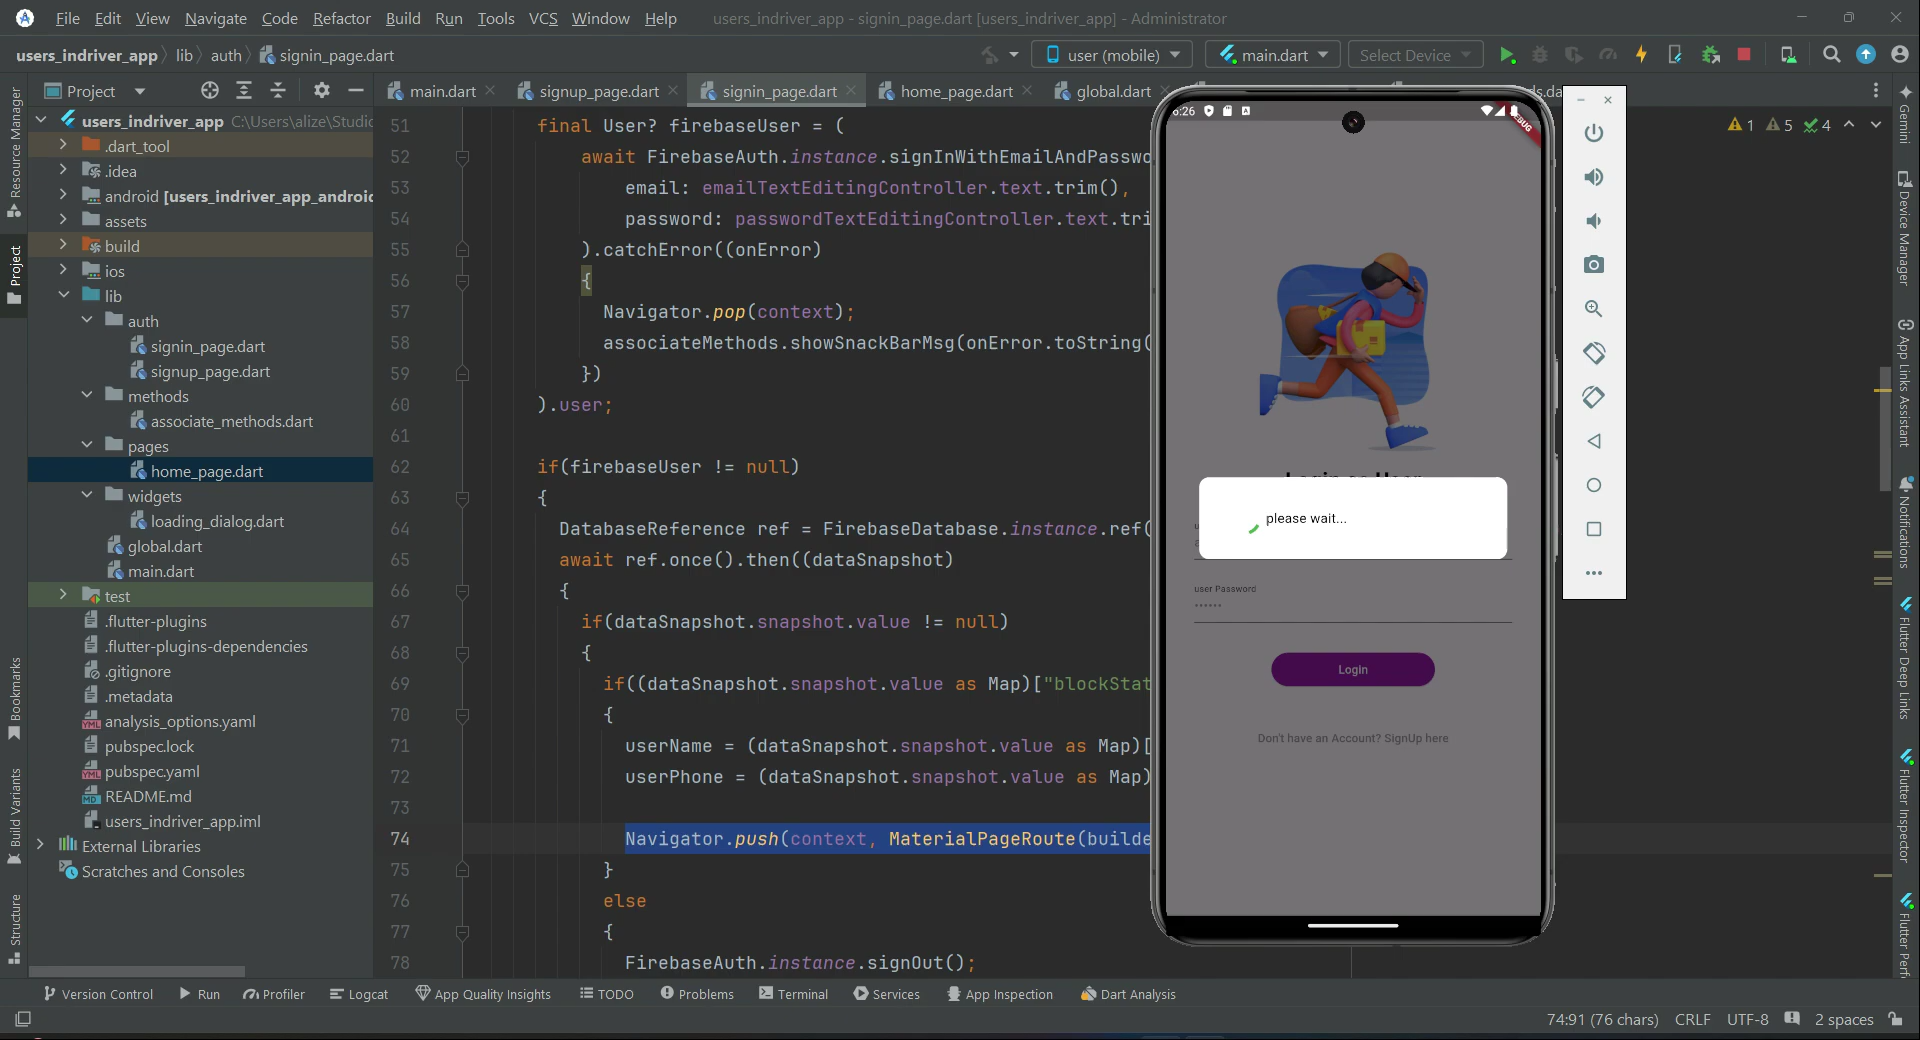 File Edit View Navigate Code Refactor Build Run Tools VCS Window Help users_indriver_app - signin_page.dart [users_indriver_app] - Administrator
users_indriver_app lib auth signin_page.dart user (mobile) main.dart Select Device
Project main.dart signup_page.dart signin_page.dart home_page.dart global.dart
users_indriver_app C:\Users\alize\Studio
.dart_tool
.idea
android [users_indriver_app_android
assets
build
ios
lib
auth
signin_page.dart
signup_page.dart
methods
associate_methods.dart
pages
home_page.dart
widgets
loading_dialog.dart
global.dart
main.dart
test
.flutter-plugins
.flutter-plugins-dependencies
.gitignore
.metadata
analysis_options.yaml
pubspec.lock
pubspec.yaml
README.md
users_indriver_app.iml
External Libraries
Scratches and Consoles
Resource Manager
Project
Bookmarks
Build Variants
Structure
51 final User? firebaseUser = (
52 await FirebaseAuth.instance.signInWithEmailAndPasswo
53 email: emailTextEditingController.text.trim(),
54 password: passwordTextEditingController.text.tri
55 ).catchError((onError)
56 {
57 Navigator.pop(context);
58 associateMethods.showSnackBarMsg(onError.toString(
59 })
60 ).user;
61
62 if(firebaseUser != null)
63 {
64 DatabaseReference ref = FirebaseDatabase.instance.ref(
65 await ref.once().then((dataSnapshot)
66 {
67 if(dataSnapshot.snapshot.value != null)
68 {
69 if((dataSnapshot.snapshot.value as Map)["blockStat
70 {
71 userName = (dataSnapshot.snapshot.value as Map)[
72 userPhone = (dataSnapshot.snapshot.value as Map)
73
74 Navigator.push(context, MaterialPageRoute(builde
75 }
76 else
77 {
78 FirebaseAuth.instance.signOut();
1 5 4
6:26
please wait...
user Password
Login
Don't have an Account? SignUp here
Gemini
Device Manager
App Links Assistant
Notifications
Flutter Deep Links
Flutter Inspector
Flutter Perf
Version Control Run Profiler Logcat App Quality Insights TODO Problems Terminal Services App Inspection Dart Analysis
74:91 (76 chars) CRLF UTF-8 2 spaces